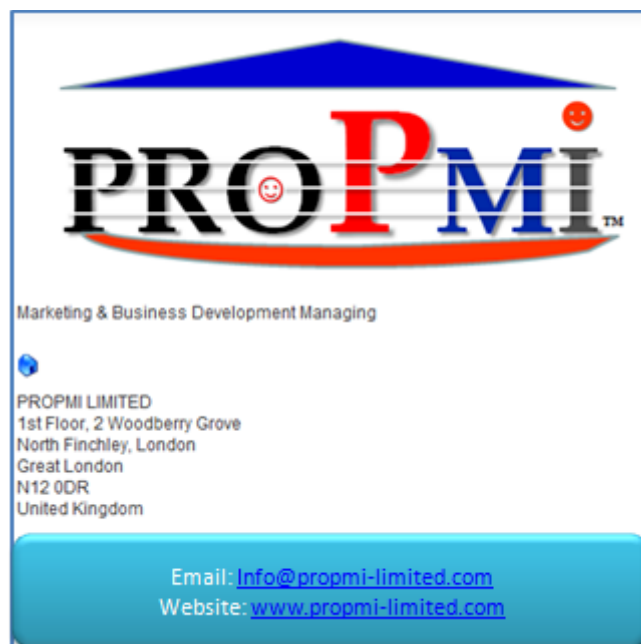 PROPMI™
Marketing & Business Development Managing
PROPMI LIMITED
1st Floor, 2 Woodberry Grove
North Finchley, London
Great London
N12 0DR
United Kingdom
Email: Info@propmi-limited.com
Website: www.propmi-limited.com